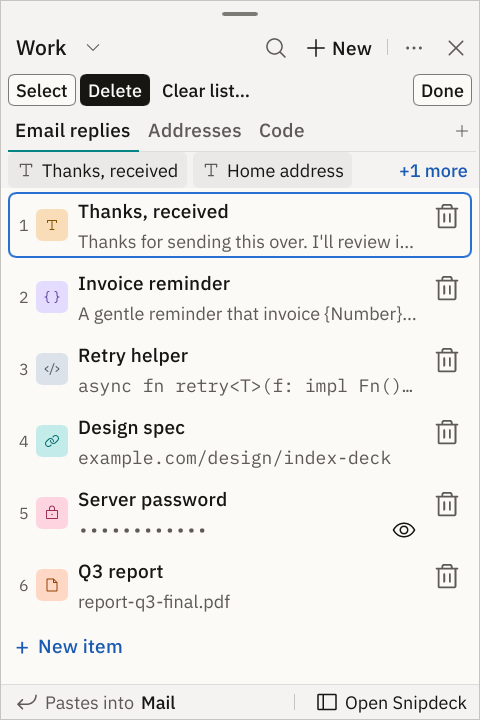 Work
New
Select Delete Clear list... Done
Email replies Addresses Code
Thanks, received Home address +1 more
1 T Thanks, received
Thanks for sending this over. I'll review i...
2 {} Invoice reminder
A gentle reminder that invoice {Number}...
3 </> Retry helper
async fn retry<T>(f: impl Fn()...
4 Design spec
example.com/design/index-deck
5 Server password
••••••••••••
6 Q3 report
report-q3-final.pdf
+ New item
Pastes into Mail Open Snipdeck